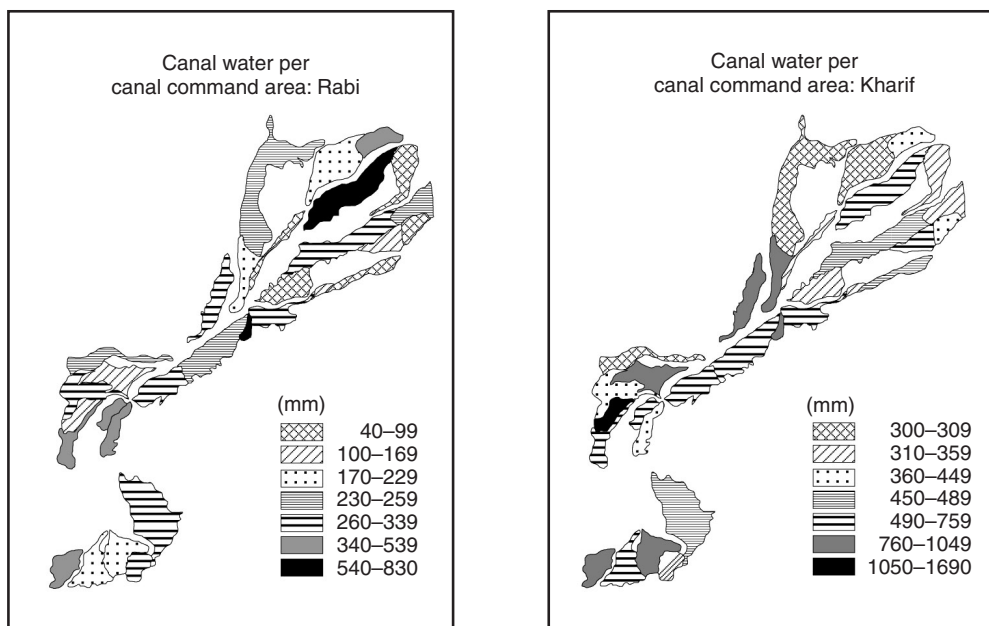 Canal water per
canal command area: Rabi
(mm)
40–99
100–169
170–229
230–259
260–339
340–539
540–830
Canal water per
canal command area: Kharif
(mm)
300–309
310–359
360–449
450–489
490–759
760–1049
1050–1690